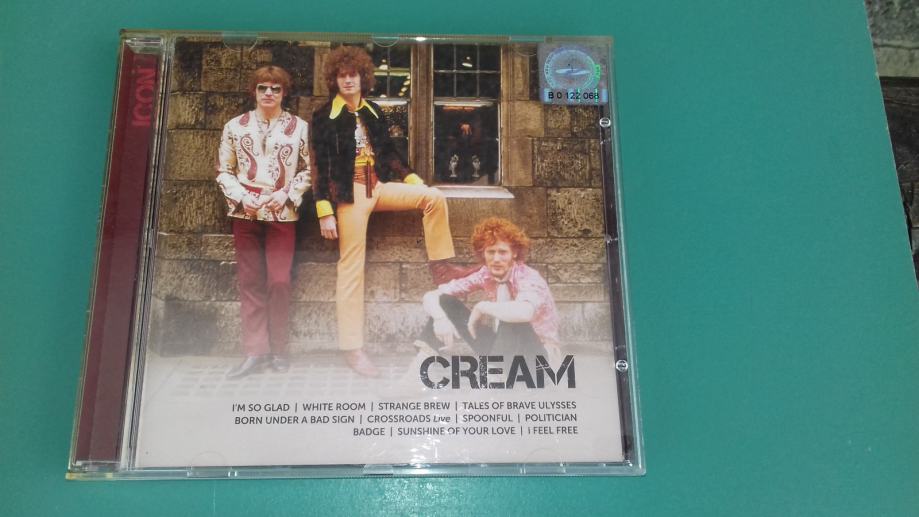 ICON
B 0 122 068
CREAM
I'M SO GLAD | WHITE ROOM | STRANGE BREW | TALES OF BRAVE ULYSSES
BORN UNDER A BAD SIGN | CROSSROADS Live | SPOONFUL | POLITICIAN
BADGE | SUNSHINE OF YOUR LOVE | I FEEL FREE